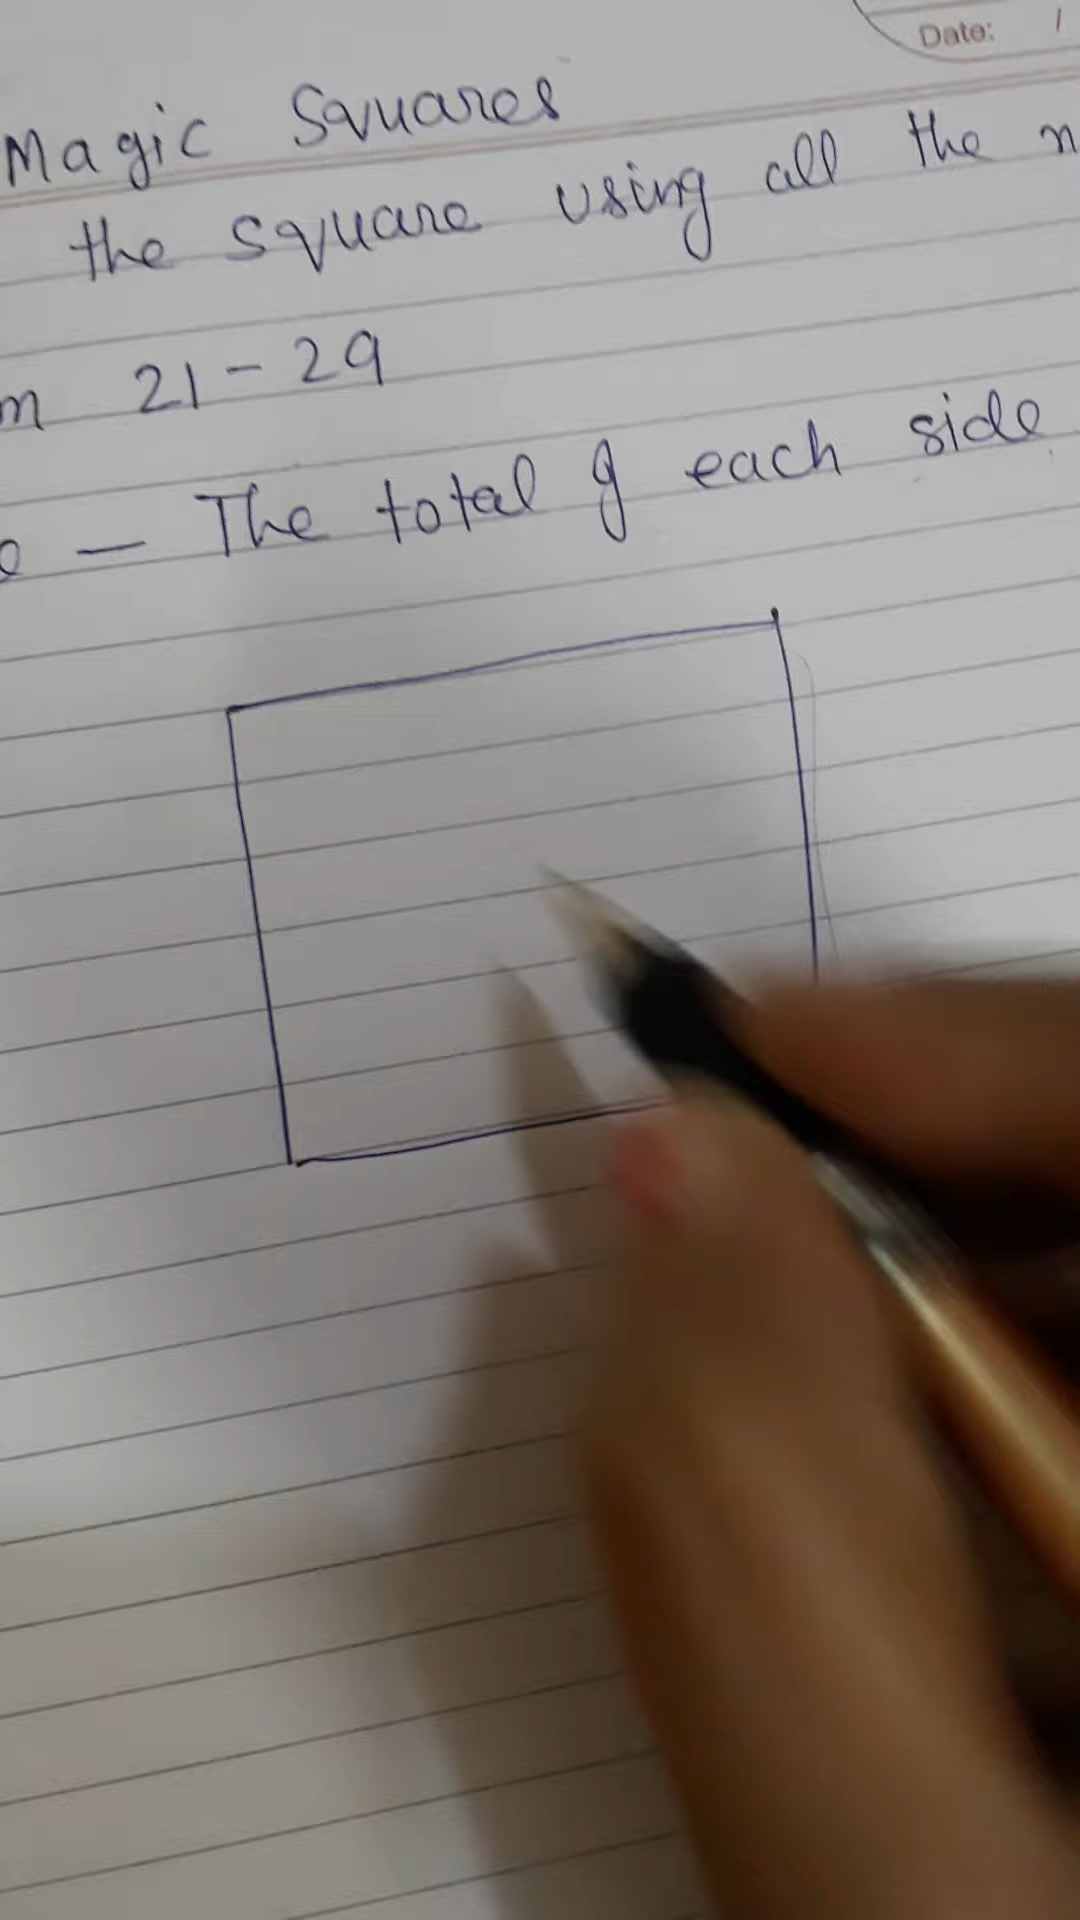 Date: /
Magic Squares
the square using all the n
m 21-29
e — The total of each side